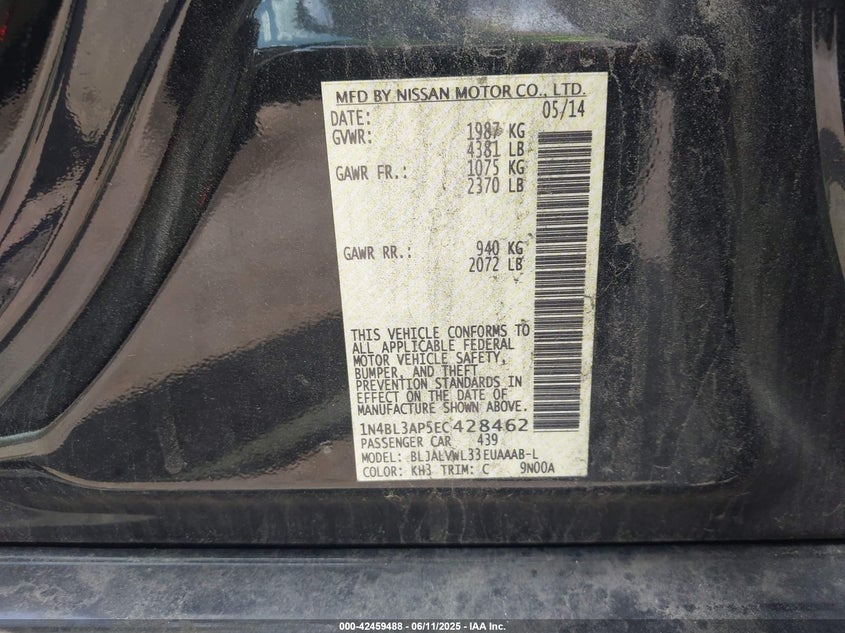 MFD BY NISSAN MOTOR CO., LTD.
DATE: 05/14
GVWR: 1987 KG
4381 LB
GAWR FR.: 1075 KG
2370 LB
GAWR RR.: 940 KG
2072 LB
THIS VEHICLE CONFORMS TO
ALL APPLICABLE FEDERAL
MOTOR VEHICLE SAFETY,
BUMPER, AND THEFT
PREVENTION STANDARDS IN
EFFECT ON THE DATE OF
MANUFACTURE SHOWN ABOVE.
1N4BL3AP5EC428462
PASSENGER CAR 439
MODEL: BLJALVWL33EUAAAB-L
COLOR: KH3 TRIM: C 9N00A
000-42459488 - 06/11/2025 - IAA Inc.